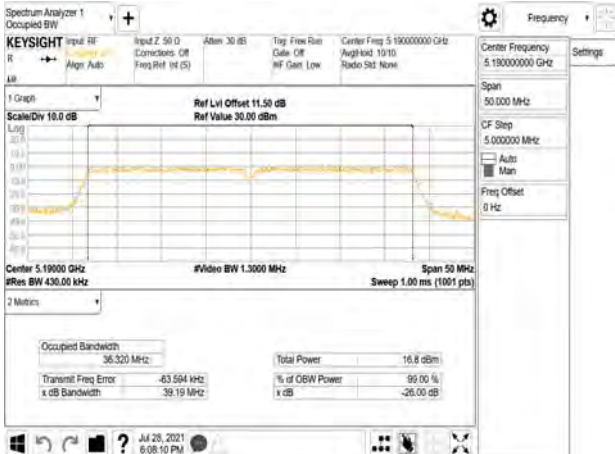 Spectrum Analyzer 1
Occupied BW
Frequency
KEYSIGHT
Input: RF
Input Z: 50 Ω
Atten: 30 dB
Trig: Free Run
Center Freq: 5.190000000 GHz
R
Corrections: Off
Gate: Off
Avg|Hold: 10/10
Align: Auto
Freq Ref: Int (S)
#IF Gain: Low
Radio Std: None
Center Frequency
5.190000000 GHz
Settings
Span
50.000 MHz
CF Step
5.000000 MHz
Auto
Man
Freq Offset
0 Hz
1 Graph
Ref Lvl Offset 11.50 dB
Scale/Div 10.0 dB
Ref Value 30.00 dBm
Log
Center 5.19000 GHz
#Video BW 1.3000 MHz
Span 50 MHz
#Res BW 430.00 kHz
Sweep 1.00 ms (1001 pts)
2 Metrics
Occupied Bandwidth
36.320 MHz
Total Power
16.8 dBm
Transmit Freq Error
-63.594 kHz
% of OBW Power
99.00 %
x dB Bandwidth
39.19 MHz
x dB
-26.00 dB
Jul 28, 2021
6:08:10 PM